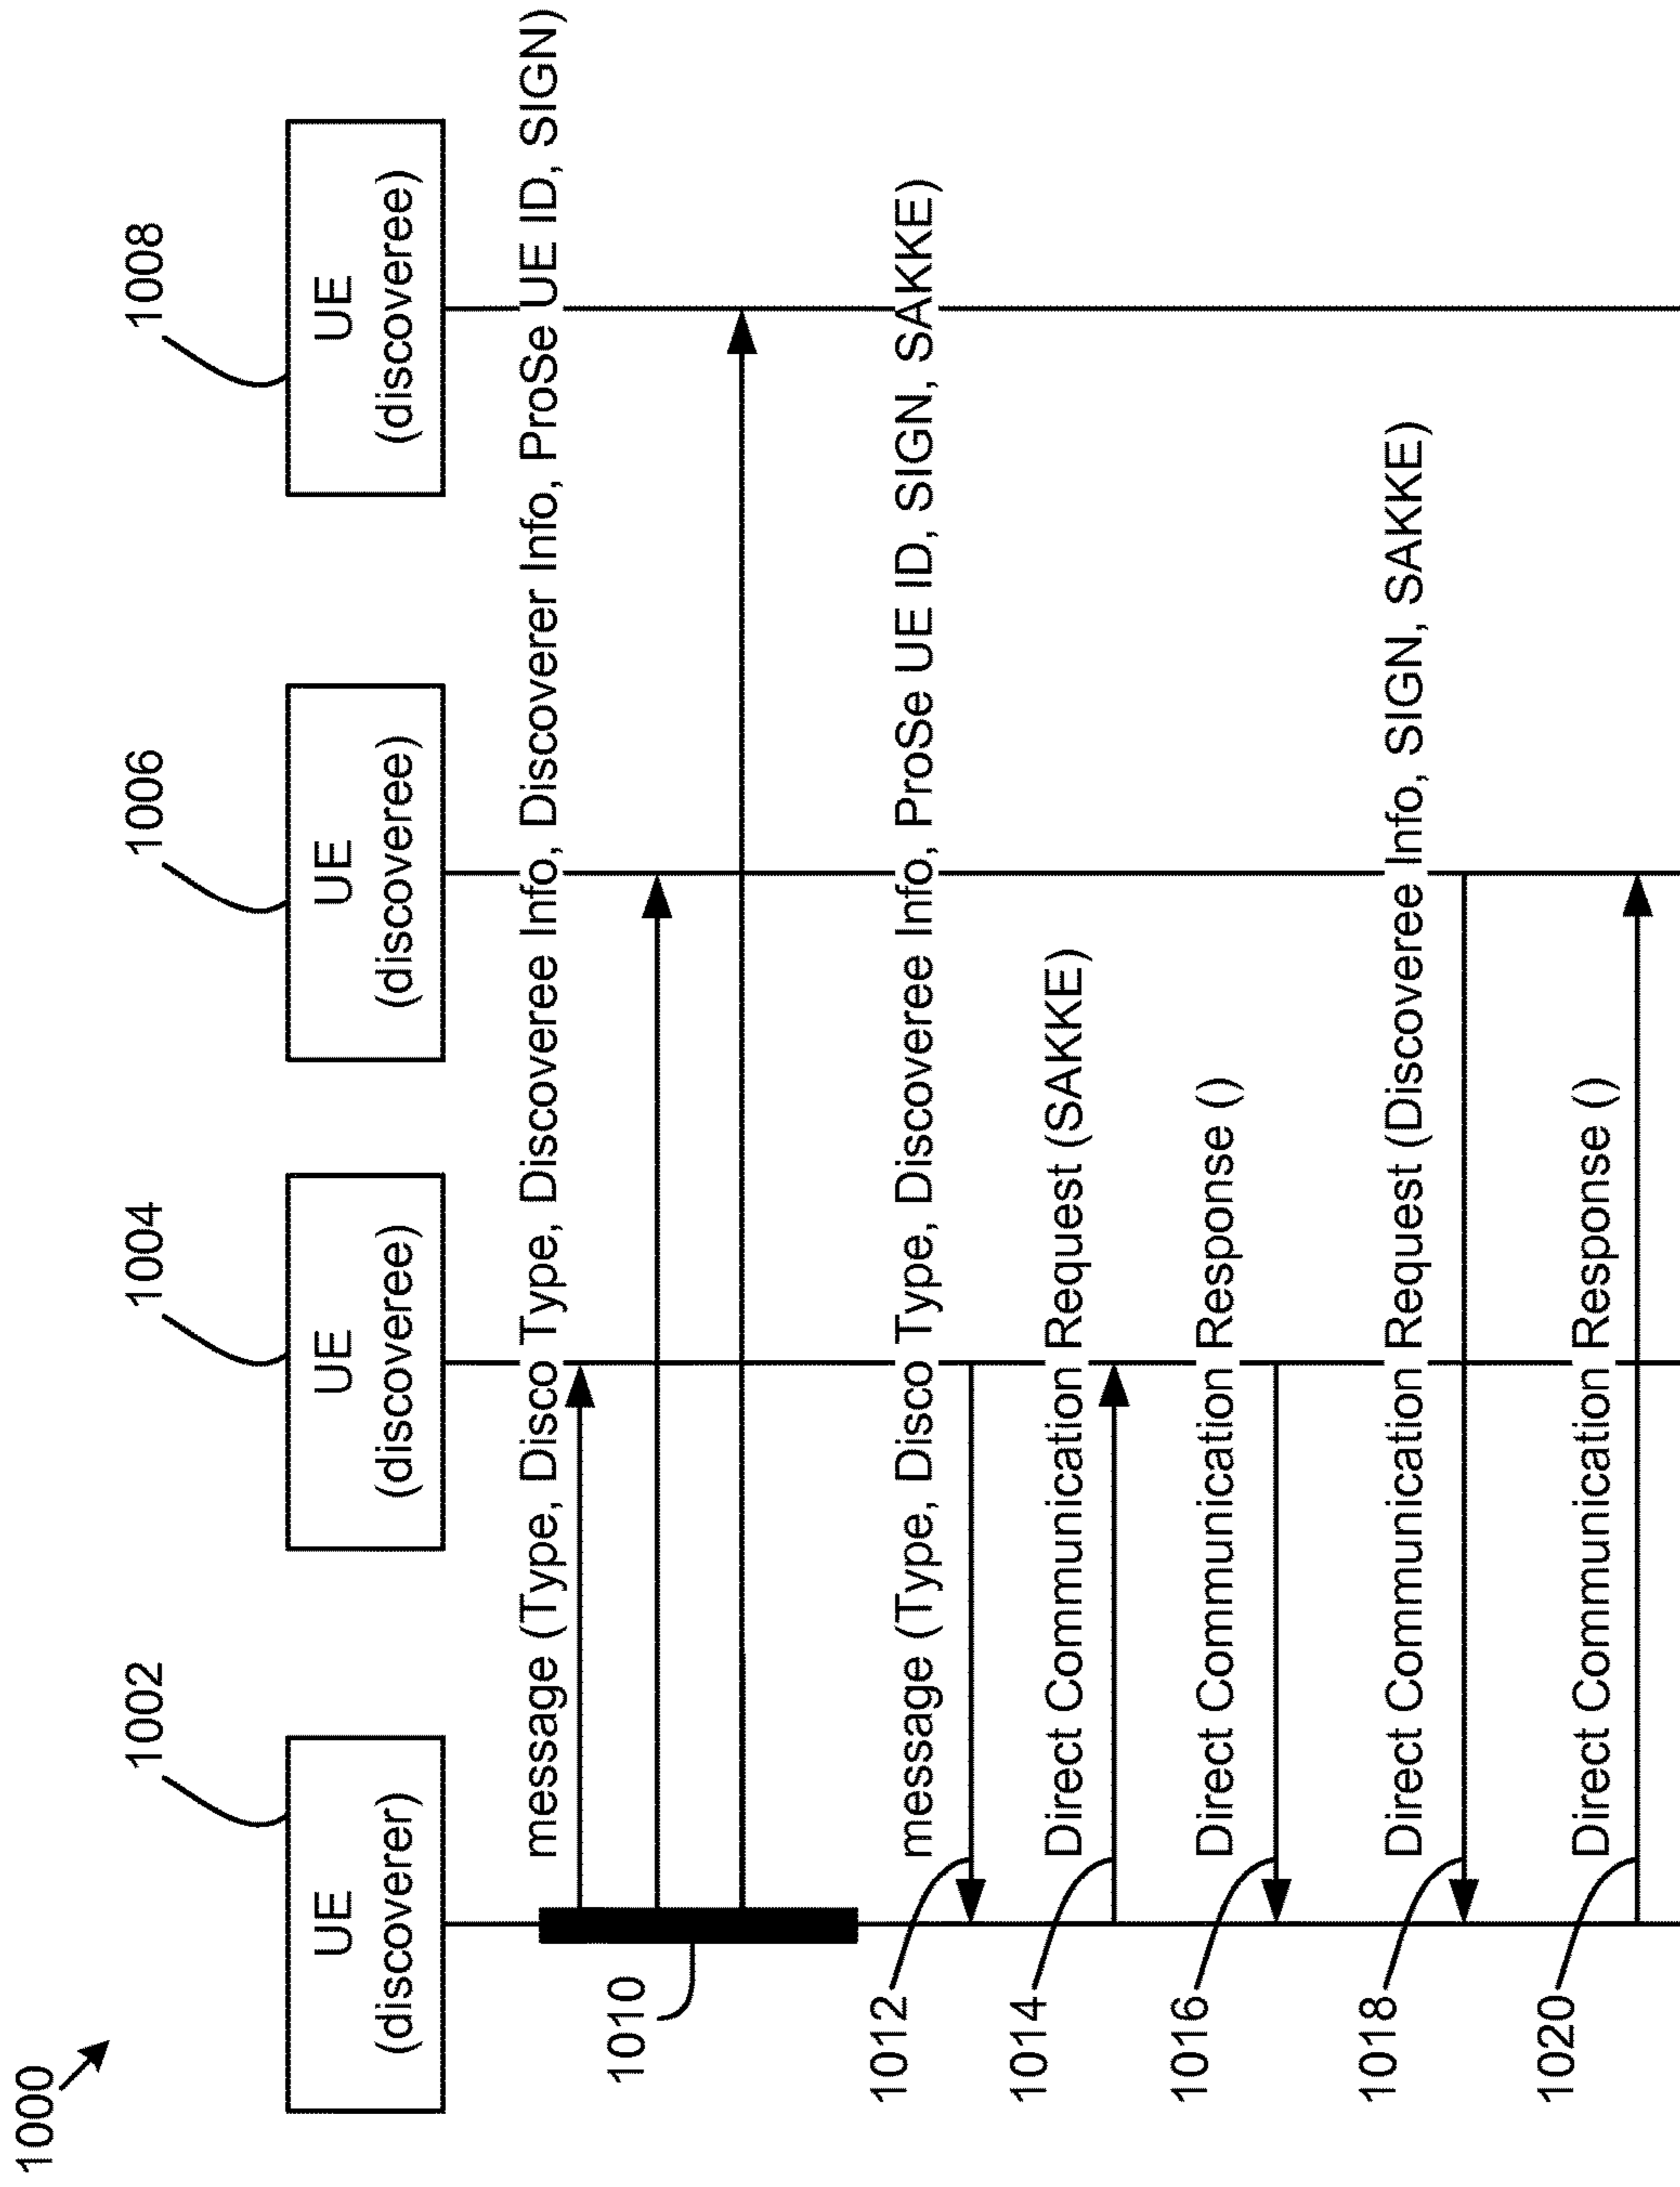 1000
1002
1004
1006
1008
UE
(discoverer)
UE
(discoveree)
UE
(discoveree)
UE
(discoveree)
message (Type, Disco Type, Discoveree Info, Discoverer Info, ProSe UE ID, SIGN)
1010
message (Type, Disco Type, Discoveree Info, ProSe UE ID, SIGN, SAKKE)
1012
Direct Communication Request (SAKKE)
1014
Direct Communication Response ()
1016
Direct Communication Request (Discoveree Info, SIGN, SAKKE)
1018
Direct Communication Response ()
1020